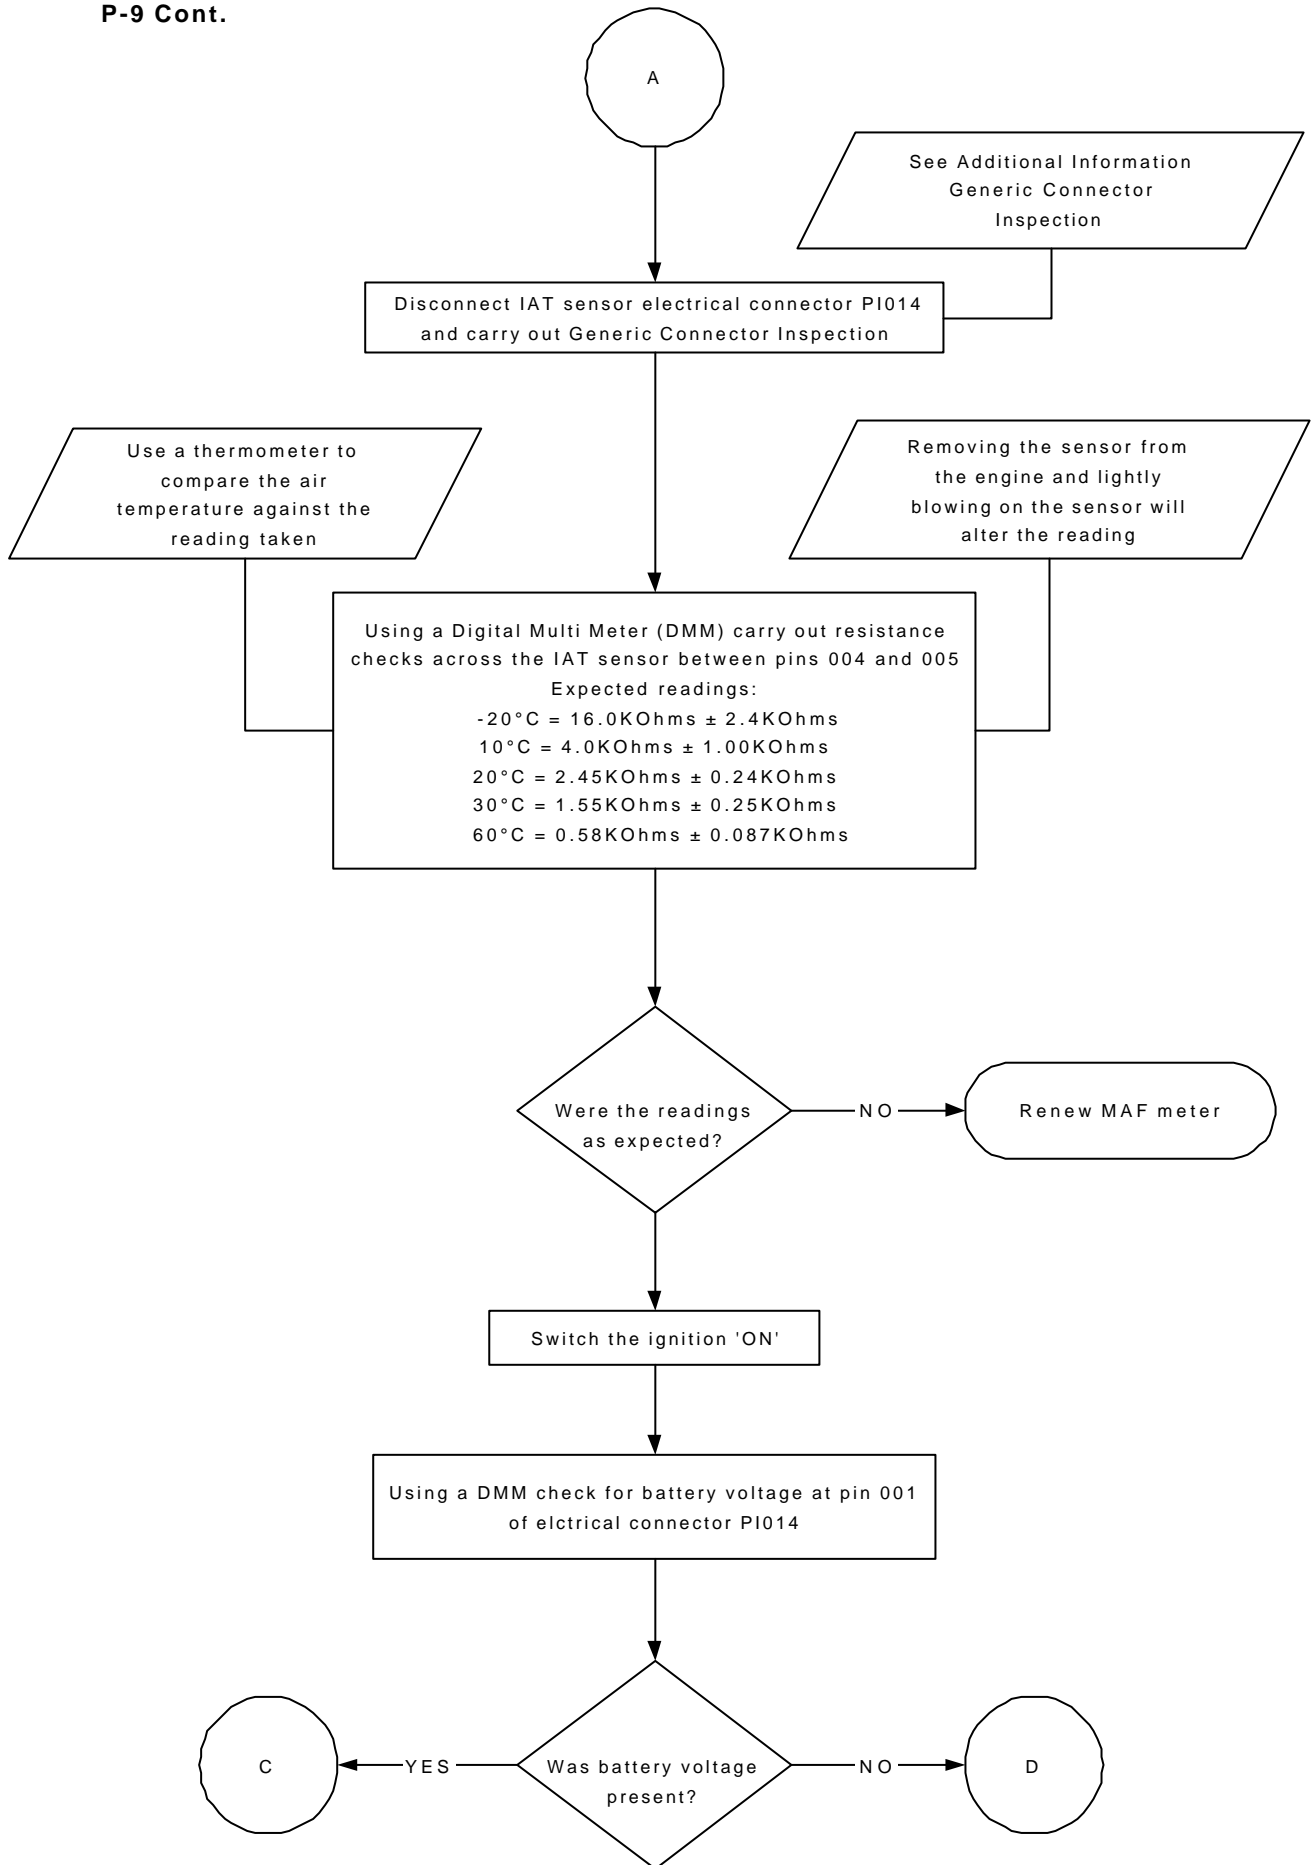 P-9 Cont.
A
See Additional Information
Generic Connector
Inspection
Disconnect IAT sensor electrical connector PI014
and carry out Generic Connector Inspection
Use a thermometer to
compare the air
temperature against the
reading taken
Removing the sensor from
the engine and lightly
blowing on the sensor will
alter the reading
Using a Digital Multi Meter (DMM) carry out resistance
checks across the IAT sensor between pins 004 and 005
Expected readings:
-20°C = 16.0KOhms ± 2.4KOhms
10°C = 4.0KOhms ± 1.00KOhms
20°C = 2.45KOhms ± 0.24KOhms
30°C = 1.55KOhms ± 0.25KOhms
60°C = 0.58KOhms ± 0.087KOhms
Were the readings
as expected?
NO
Renew MAF meter
Switch the ignition 'ON'
Using a DMM check for battery voltage at pin 001
of elctrical connector PI014
C
YES
Was battery voltage
present?
NO
D